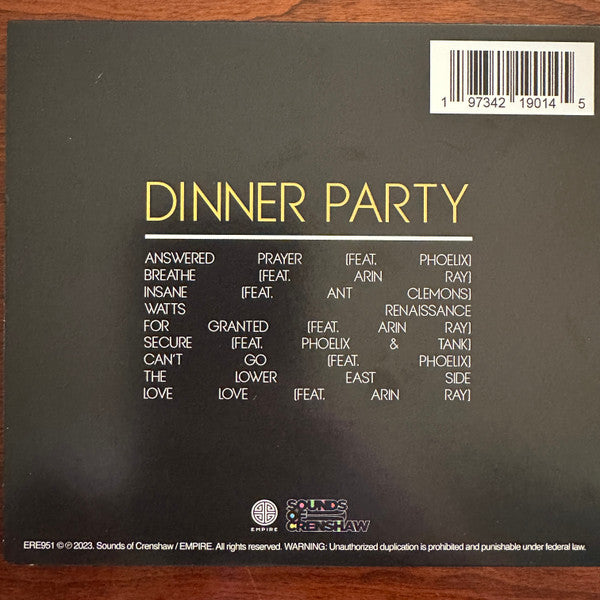 1 97342 19014 5
DINNER PARTY
ANSWERED PRAYER [FEAT. PHOELIX]
BREATHE [FEAT. ARIN RAY]
INSANE [FEAT. ANT CLEMONS]
WATTS RENAISSANCE
FOR GRANTED [FEAT. ARIN RAY]
SECURE [FEAT. PHOELIX & TANK]
CAN'T GO [FEAT. PHOELIX]
THE LOWER EAST SIDE
LOVE LOVE [FEAT. ARIN RAY]
EMPIRE
SOUNDS
OF
CRENSHAW
ERE951 © ℗ 2023. Sounds of Crenshaw / EMPIRE. All rights reserved. WARNING: Unauthorized duplication is prohibited and punishable under federal law.